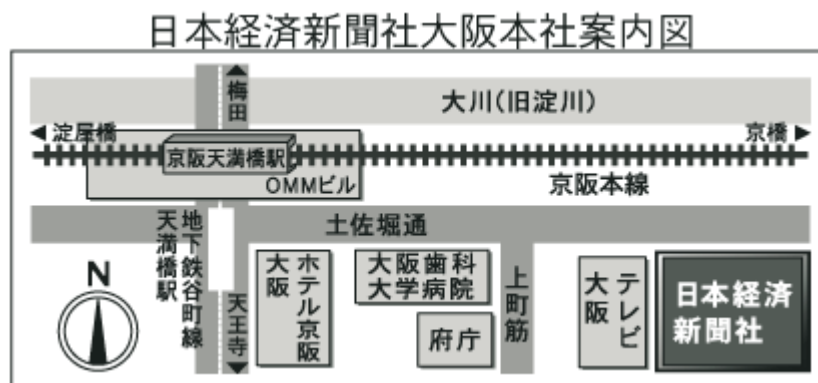 日本経済新聞社大阪本社案内図
梅田
大川(旧淀川)
淀屋橋
京橋
京阪天満橋駅
OMMビル
京阪本線
土佐堀通
地下鉄谷町線
天満橋駅
天王寺
N
ホテル京阪
大阪
大阪歯科
大学病院
府庁
上町筋
テレビ
大阪
日本経済
新聞社